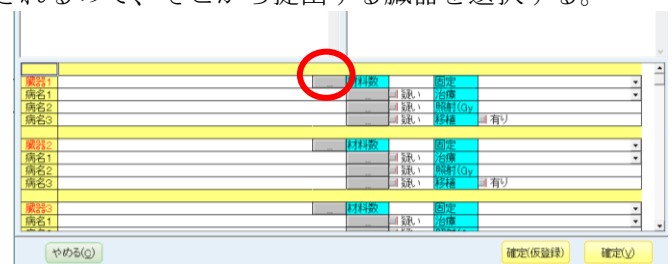 されるので、そこから提出する臓器を選択する。
臓器1 ... 材料数 固定
病名1 ... 疑い 治療
病名2 ... 疑い 照射(Gy
病名3 ... 疑い 移植 有り
臓器2 ... 材料数 固定
病名1 ... 疑い 治療
病名2 ... 疑い 照射(Gy
病名3 ... 疑い 移植 有り
臓器3 ... 材料数 固定
病名1 ... 疑い 治療
やめる(C) 確定(仮登録) 確定(V)